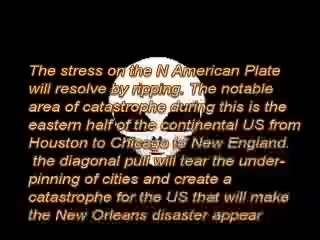 The stress on the N American Plate
will resolve by ripping. The notable
area of catastrophe during this is the
eastern half of the continental US from
Houston to Chicago to New England.
the diagonal pull will tear the under-
pinning of cities and create a
catastrophe for the US that will make
the New Orleans disaster appear